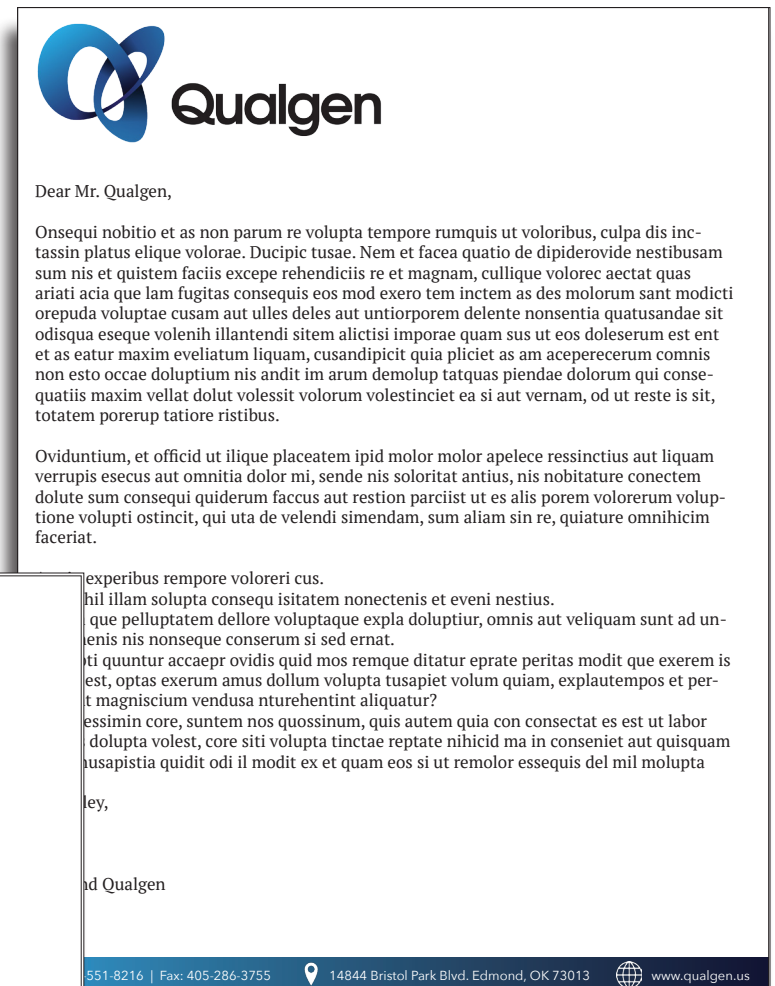 Qualgen
Dear Mr. Qualgen,
Onsequi nobitio et as non parum re volupta tempore rumquis ut voloribus, culpa dis inc-
tassin platus elique volorae. Ducipic tusae. Nem et facea quatio de dipiderovide nestibusam
sum nis et quistem faciis excepe rehendiciis re et magnam, cullique volorec aectat quas
ariati acia que lam fugitas consequis eos mod exero tem inctem as des molorum sant modicti
orepuda voluptae cusam aut ulles deles aut untiorporem delente nonsentia quatusandae sit
odisqua eseque volenih illantendi sitem alictisi imporae quam sus ut eos doleserum est ent
et as eatur maxim eveliatum liquam, cusandipicit quia pliciet as am aceperecerum comnis
non esto occae doluptium nis andit im arum demolup tatquas piendae dolorum qui conse-
quatiis maxim vellat dolut volessit volorum volestinciet ea si aut vernam, od ut reste is sit,
totatem porerup tatiore ristibus.
Oviduntium, et officid ut ilique placeatem ipid molor molor apelece ressinctius aut liquam
verrupis esecus aut omnitia dolor mi, sende nis soloritat antius, nis nobitature conectem
dolute sum consequi quiderum faccus aut restion parciist ut es alis porem volorerum volup-
tione volupti ostincit, qui uta de velendi simendam, sum aliam sin re, quiature omnihicim
faceriat.
experibus rempore voloreri cus.
hil illam solupta consequ isitatem nonectenis et eveni nestius.
que pelluptatem dellore voluptaque expla doluptiur, omnis aut veliquam sunt ad un-
nis nonseque conserum si sed ernat.
quuntur accaepr ovidis quid mos remque ditatur eprate peritas modit que exerem is
est, optas exerum amus dollum volupta tusapiet volum quiam, explautempos et per-
magniscium vendusa nturehentint aliquatur?
essimin core, suntem nos quossinum, quis autem quia con consectat es est ut labor
dolupta volest, core siti volupta tinctae reptate nihicid ma in conseniet aut quisquam
usapistia quidit odi il modit ex et quam eos si ut remolor essequis del mil molupta
ley,
nd Qualgen
-551-8216 | Fax: 405-286-3755 14844 Bristol Park Blvd. Edmond, OK 73013 www.qualgen.us